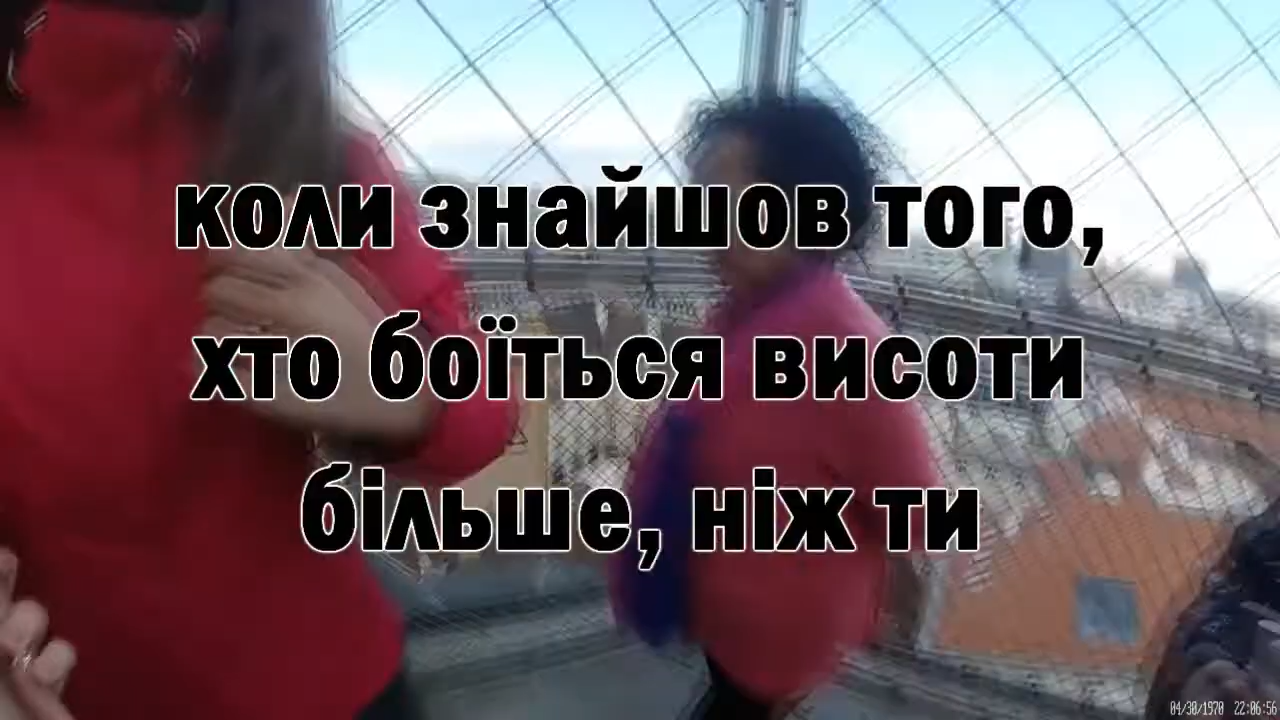 коли знайшов того,
хто боїться висоти
більше, ніж ти
04/30/1970 22:06:56